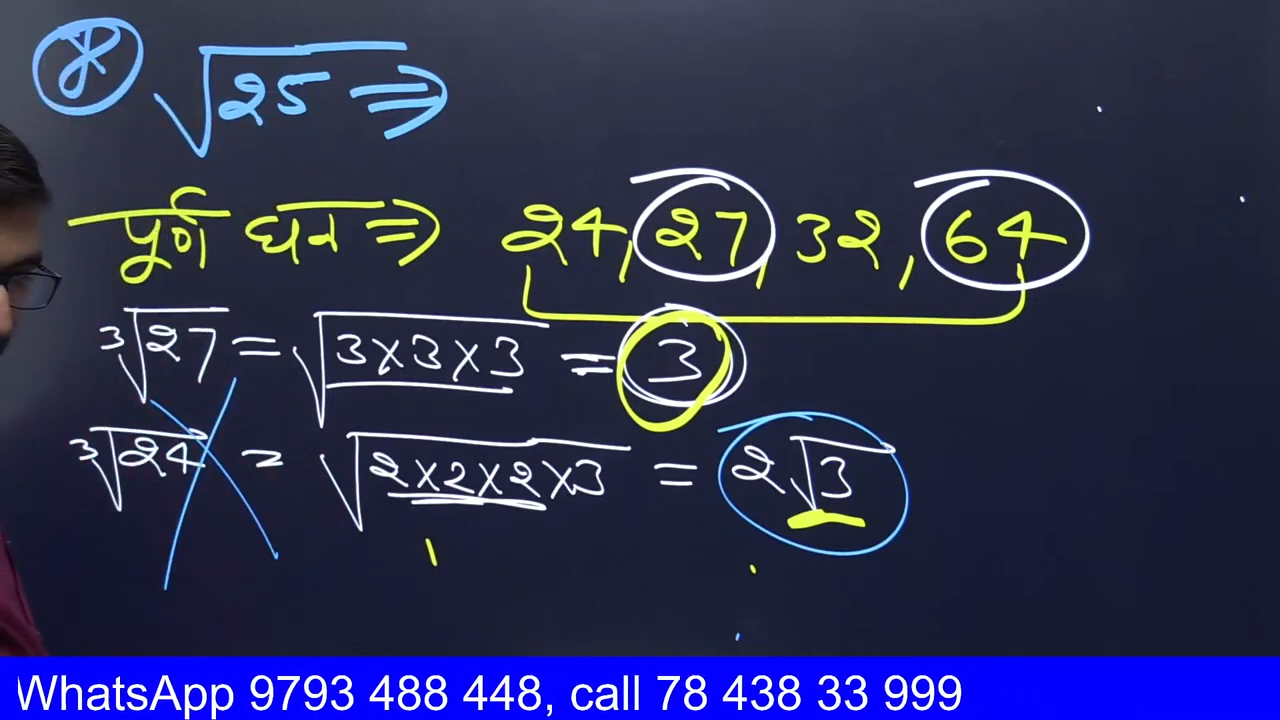 * √25 ⇒
पूर्ण घन ⇒ 24, 27, 32, 64
∛27 = √3×3×3 = 3
∛24 = √2×2×2×3 = 2√3
WhatsApp 9793 488 448, call 78 438 33 999